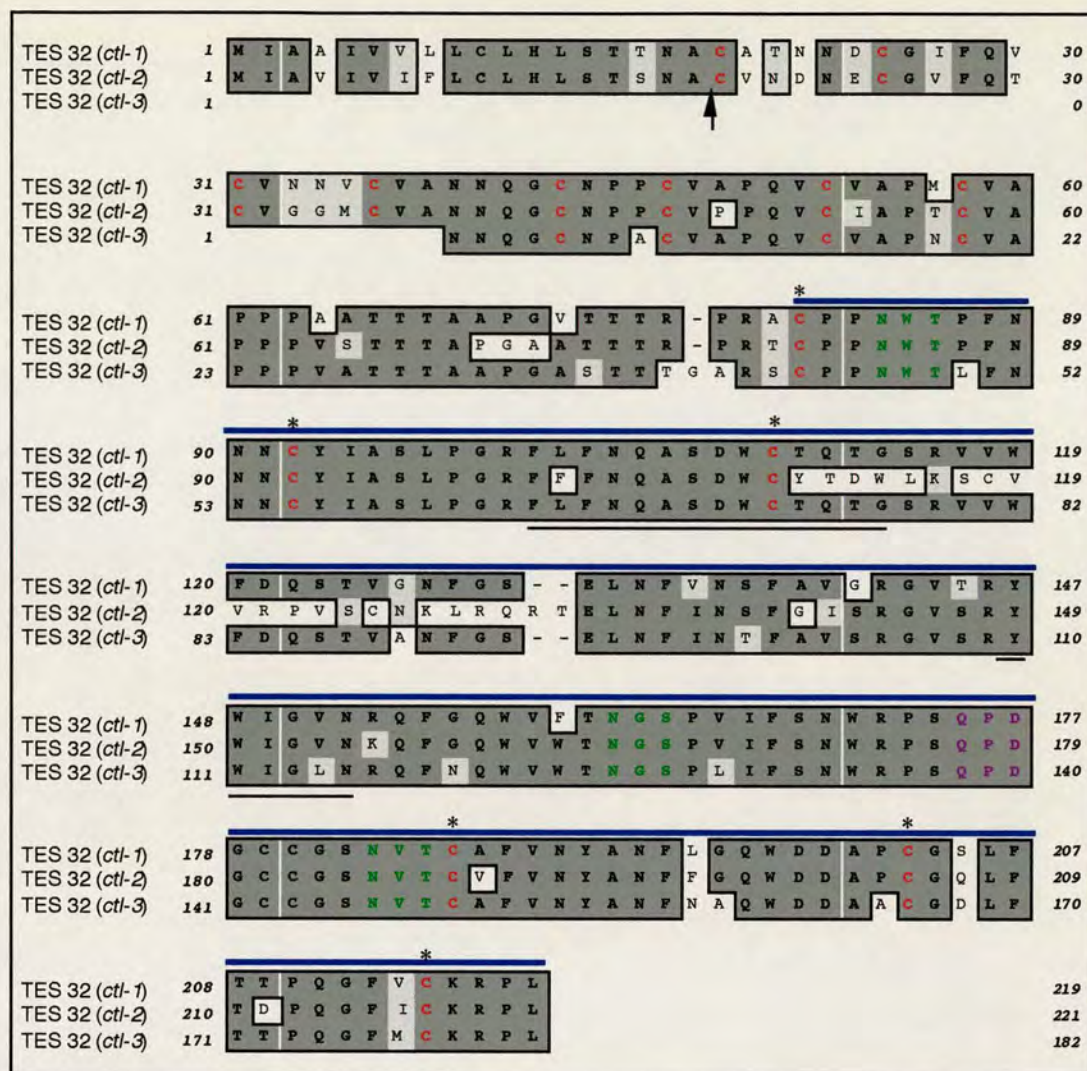 TES 32 (ctl-1) 1 M I A A I V V L L C L H L S T T N A C A T N N D C G I F Q V 30
TES 32 (ctl-2) 1 M I A V I V I F L C L H L S T S N A C V N D N E C G V F Q T 30
TES 32 (ctl-3) 1 0
TES 32 (ctl-1) 31 C V N N V C V A N N Q G C N P P C V A P Q V C V A P M C V A 60
TES 32 (ctl-2) 31 C V G G M C V A N N Q G C N P P C V P P Q V C I A P T C V A 60
TES 32 (ctl-3) 1 N N Q G C N P A C V A P Q V C V A P N C V A 22
*
TES 32 (ctl-1) 61 P P P A A T T T A A P G V T T T R - P R A C P P N W T P F N 89
TES 32 (ctl-2) 61 P P P V S T T T A P G A A T T T R - P R T C P P N W T P F N 89
TES 32 (ctl-3) 23 P P P V A T T T A A P G A S T T T G A R S C P P N W T L F N 52
* *
TES 32 (ctl-1) 90 N N C Y I A S L P G R F L F N Q A S D W C T Q T G S R V V W 119
TES 32 (ctl-2) 90 N N C Y I A S L P G R F F F N Q A S D W C Y T D W L K S C V 119
TES 32 (ctl-3) 53 N N C Y I A S L P G R F L F N Q A S D W C T Q T G S R V V W 82
TES 32 (ctl-1) 120 F D Q S T V G N F G S - - E L N F V N S F A V G R G V T R Y 147
TES 32 (ctl-2) 120 V R P V S C N K L R Q R T E L N F I N S F G I S R G V S R Y 149
TES 32 (ctl-3) 83 F D Q S T V A N F G S - - E L N F I N T F A V S R G V S R Y 110
TES 32 (ctl-1) 148 W I G V N R Q F G Q W V F T N G S P V I F S N W R P S Q P D 177
TES 32 (ctl-2) 150 W I G V N K Q F G Q W V W T N G S P V I F S N W R P S Q P D 179
TES 32 (ctl-3) 111 W I G L N R Q F N Q W V W T N G S P L I F S N W R P S Q P D 140
* *
TES 32 (ctl-1) 178 G C C G S N V T C A F V N Y A N F L G Q W D D A P C G S L F 207
TES 32 (ctl-2) 180 G C C G S N V T C V F V N Y A N F F G Q W D D A P C G Q L F 209
TES 32 (ctl-3) 141 G C C G S N V T C A F V N Y A N F N A Q W D D A A C G D L F 170
*
TES 32 (ctl-1) 208 T T P Q G F V C K R P L 219
TES 32 (ctl-2) 210 T D P Q G F I C K R P L 221
TES 32 (ctl-3) 171 T T P Q G F M C K R P L 182